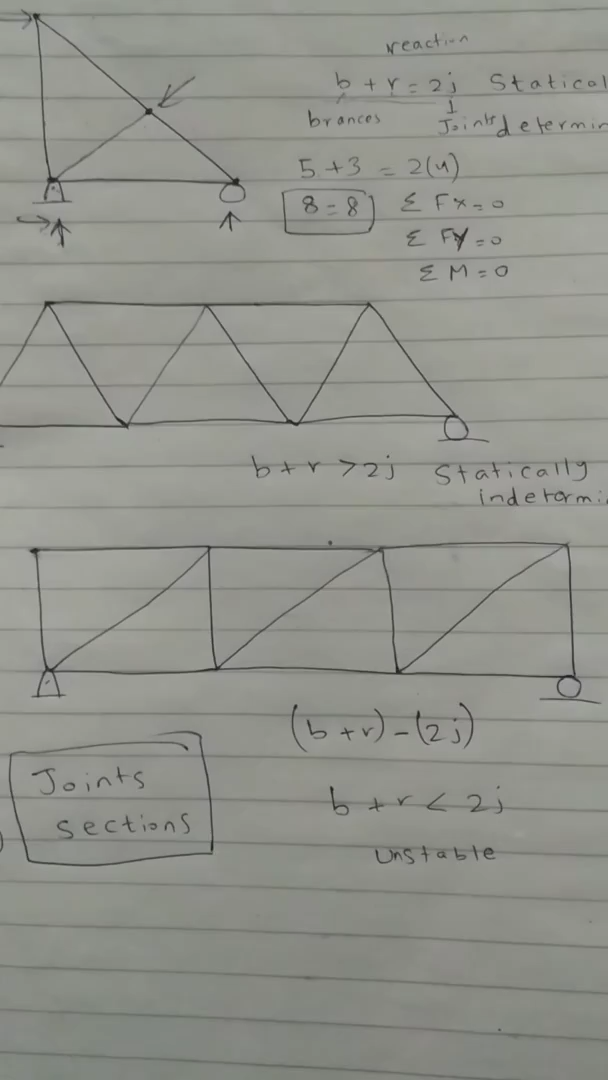 reaction
b + r = 2j Statical
brances Joints determin
5 + 3 = 2(4)
8 = 8 Σ Fx = 0
Σ Fy = 0
Σ M = 0
b + r > 2j Statically
indetermi
(b + r) - (2j)
Joints
b + r < 2j
sections
unstable